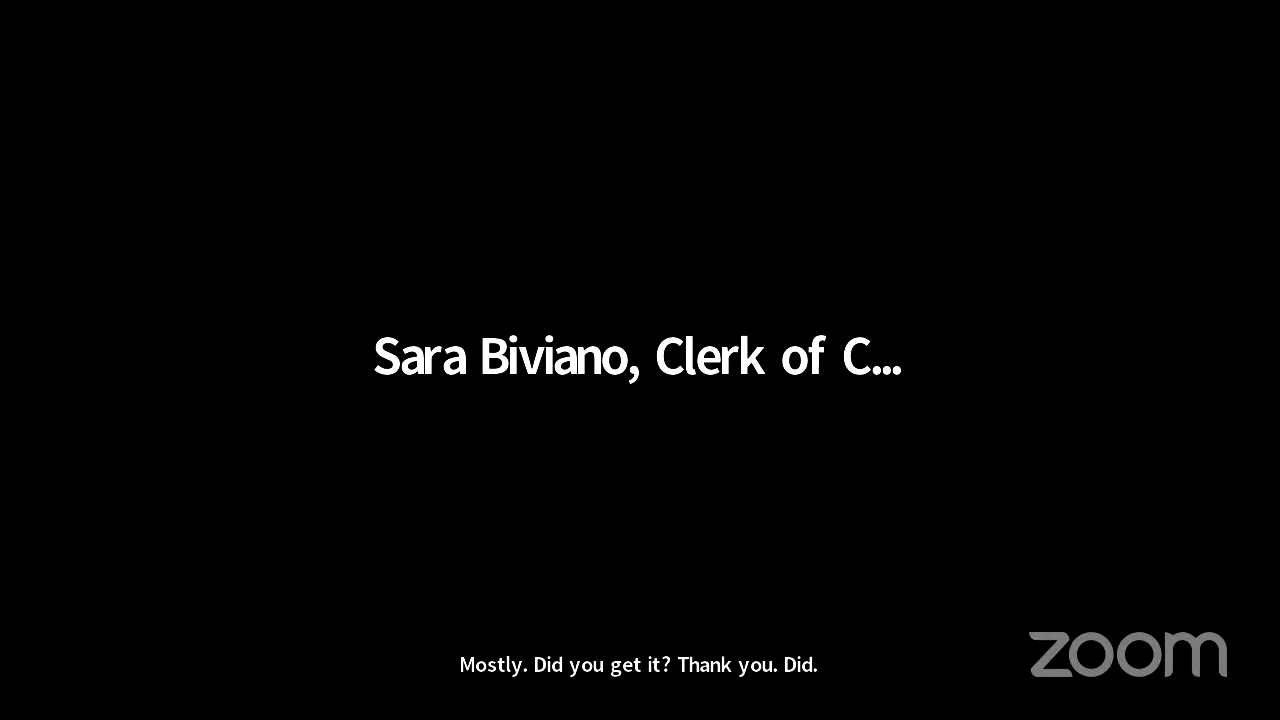 Sara Biviano, Clerk of C...
Mostly. Did you get it? Thank you. Did.
zoom